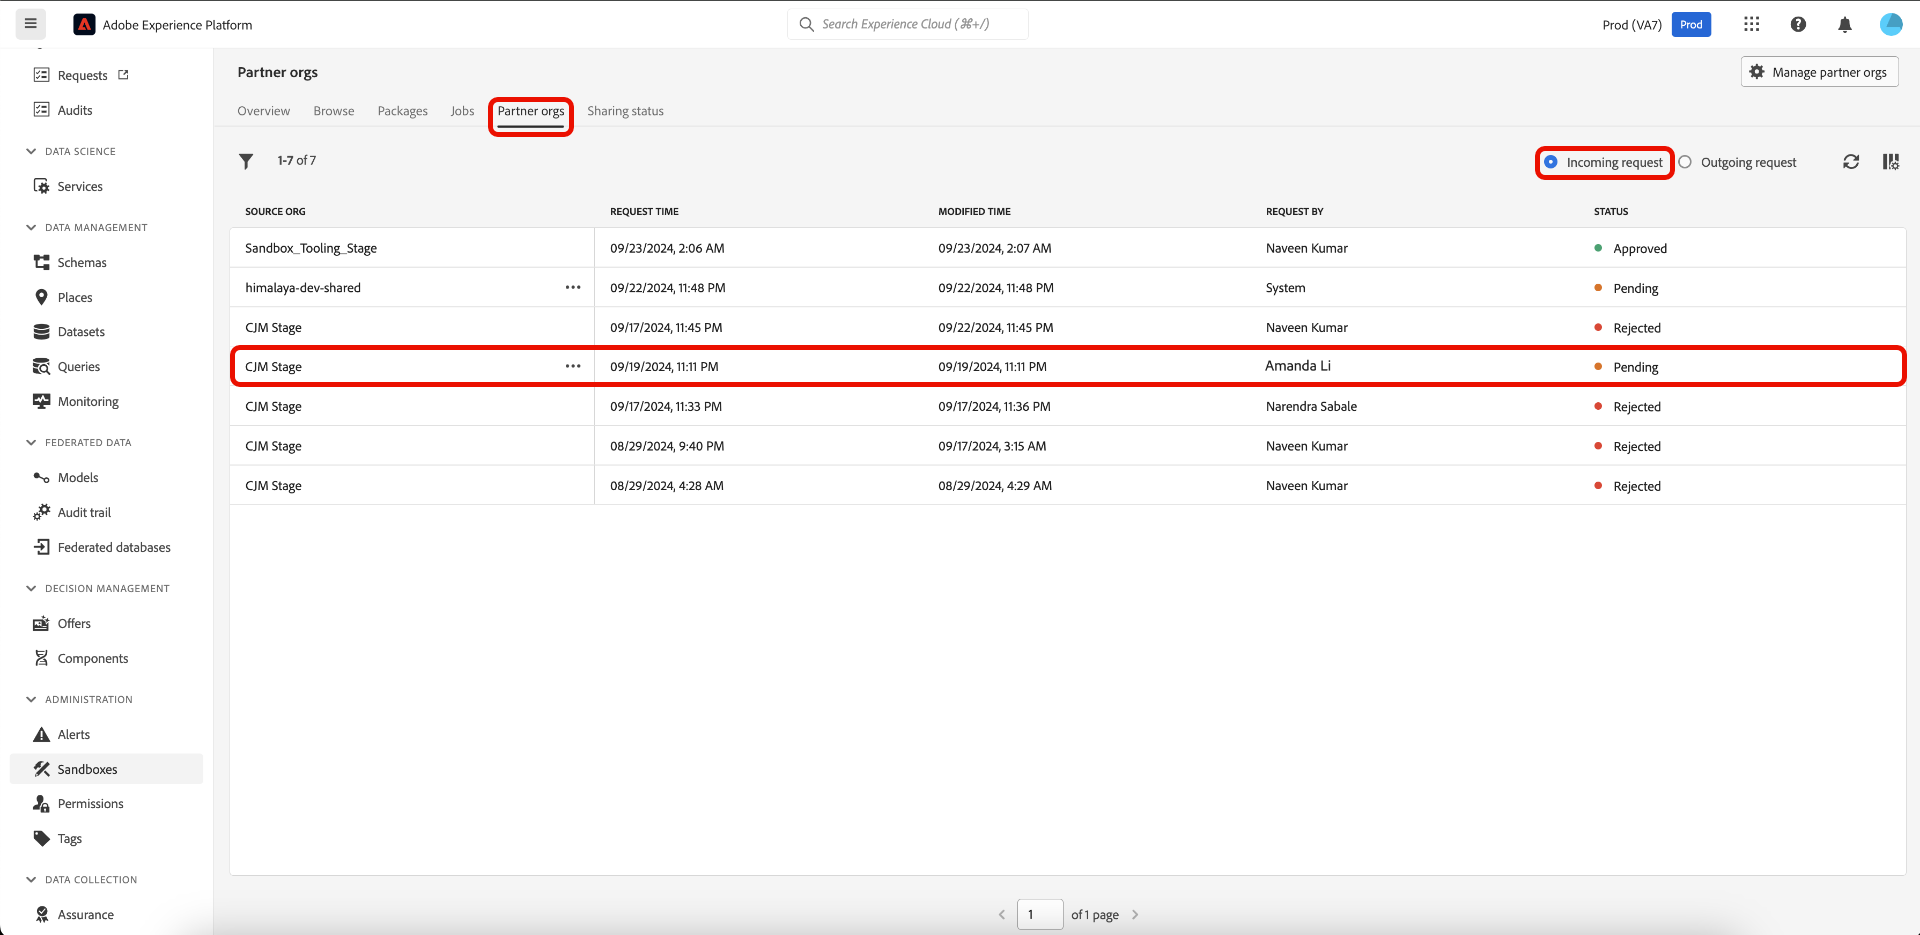 Adobe Experience Platform
Search Experience Cloud (⌘+/)
Prod (VA7)
Prod
Requests
Audits
DATA SCIENCE
Services
DATA MANAGEMENT
Schemas
Places
Datasets
Queries
Monitoring
FEDERATED DATA
Models
Audit trail
Federated databases
DECISION MANAGEMENT
Offers
Components
ADMINISTRATION
Alerts
Sandboxes
Permissions
Tags
DATA COLLECTION
Assurance
Partner orgs
Manage partner orgs
Overview Browse Packages Jobs Partner orgs Sharing status
1-7 of 7
Incoming request Outgoing request
SOURCE ORG REQUEST TIME MODIFIED TIME REQUEST BY STATUS
Sandbox_Tooling_Stage 09/23/2024, 2:06 AM 09/23/2024, 2:07 AM Naveen Kumar Approved
himalaya-dev-shared 09/22/2024, 11:48 PM 09/22/2024, 11:48 PM System Pending
CJM Stage 09/17/2024, 11:45 PM 09/22/2024, 11:45 PM Naveen Kumar Rejected
CJM Stage 09/19/2024, 11:11 PM 09/19/2024, 11:11 PM Amanda Li Pending
CJM Stage 09/17/2024, 11:33 PM 09/17/2024, 11:36 PM Narendra Sabale Rejected
CJM Stage 08/29/2024, 9:40 PM 09/17/2024, 3:15 AM Naveen Kumar Rejected
CJM Stage 08/29/2024, 4:28 AM 08/29/2024, 4:29 AM Naveen Kumar Rejected
1 of 1 page